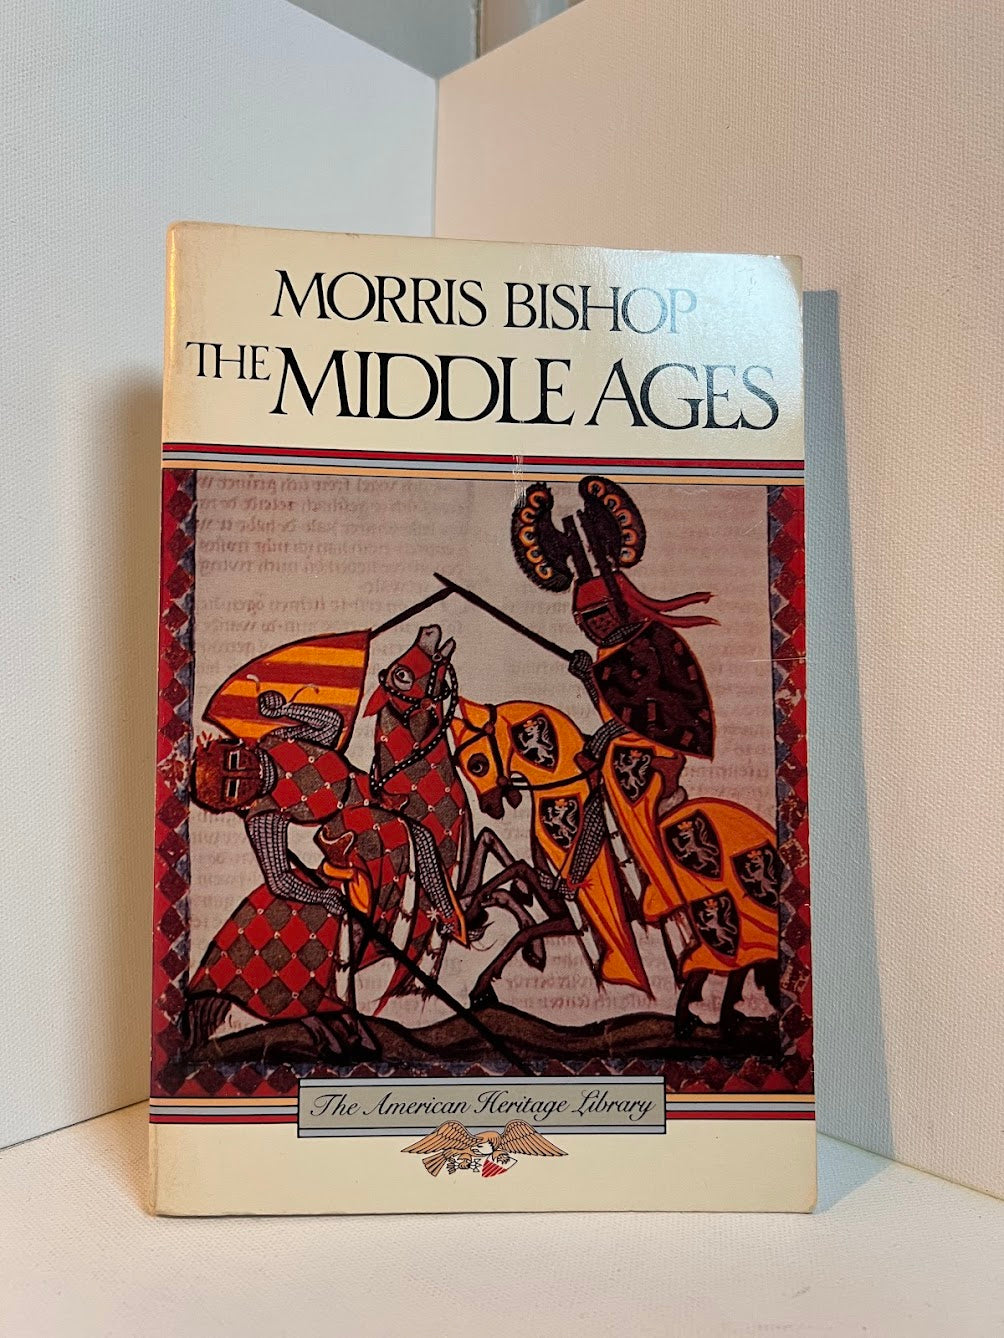 MORRIS BISHOP
THE MIDDLE AGES
The American Heritage Library